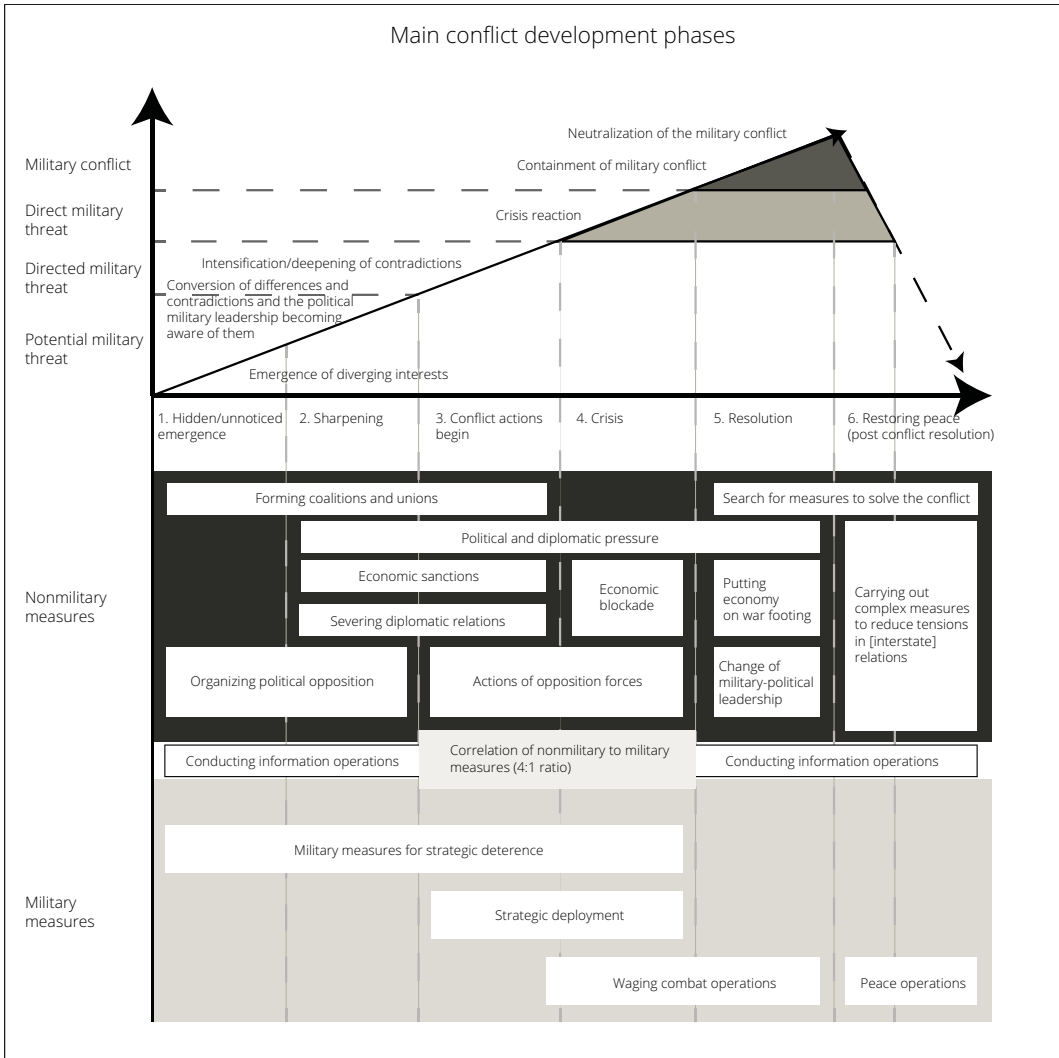 Main conflict development phases
Military conflict
Direct military
threat
Directed military
threat
Potential military
threat
Neutralization of the military conflict
Containment of military conflict
Crisis reaction
Intensification/deepening of contradictions
Conversion of differences and
contradictions and the political
military leadership becoming
aware of them
Emergence of diverging interests
1. Hidden/unnoticed
emergence
2. Sharpening
3. Conflict actions
begin
4. Crisis
5. Resolution
6. Restoring peace
(post conflict resolution)
Nonmilitary
measures
Forming coalitions and unions
Search for measures to solve the conflict
Political and diplomatic pressure
Economic sanctions
Severing diplomatic relations
Economic
blockade
Putting
economy
on war footing
Carrying out
complex measures
to reduce tensions
in [interstate]
relations
Organizing political opposition
Actions of opposition forces
Change of
military-political
leadership
Conducting information operations
Correlation of nonmilitary to military
measures (4:1 ratio)
Conducting information operations
Military
measures
Military measures for strategic deterence
Strategic deployment
Waging combat operations
Peace operations